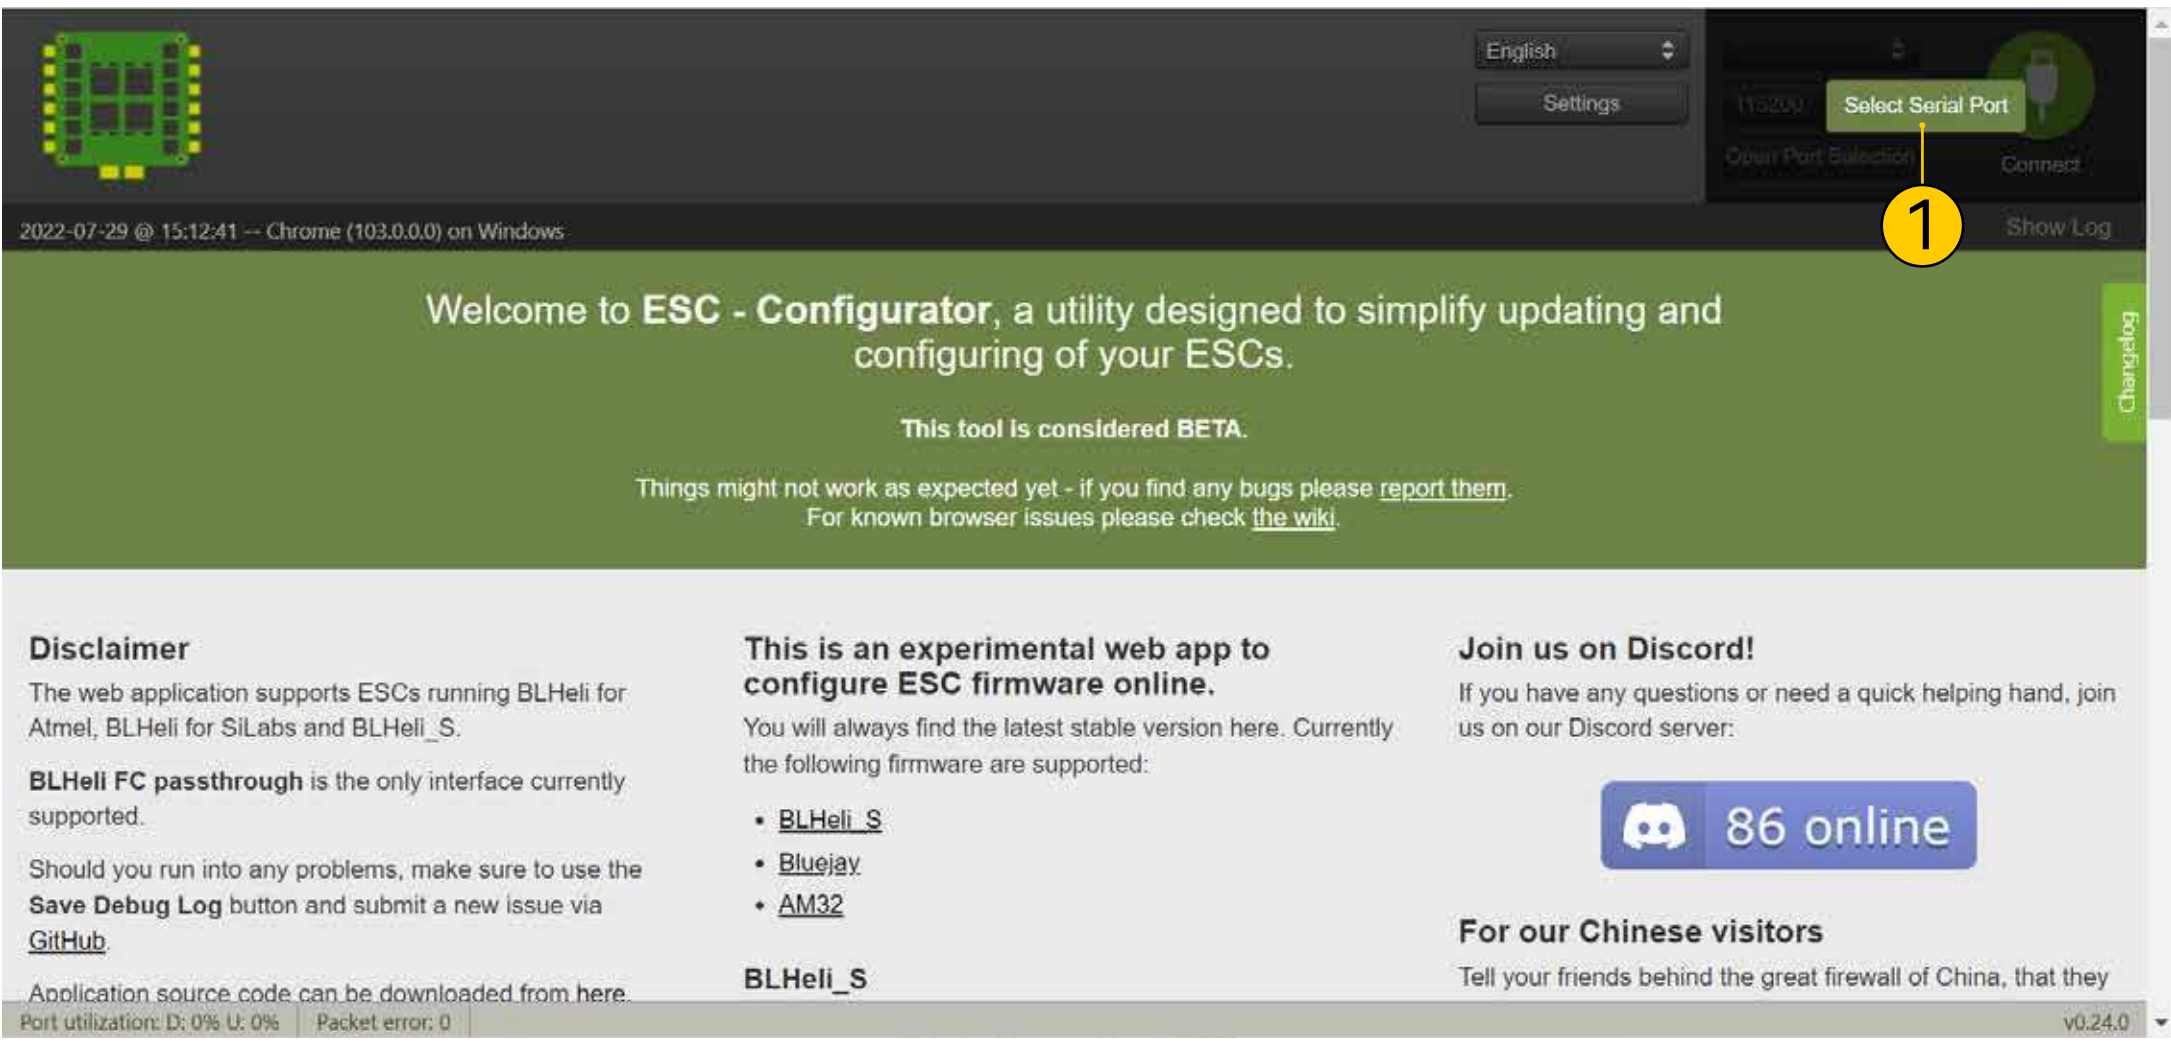 English
Settings
115200
Select Serial Port
Open Port Selection
Connect
1
2022-07-29 @ 15:12:41 -- Chrome (103.0.0.0) on Windows
Show Log
Welcome to ESC - Configurator, a utility designed to simplify updating and
configuring of your ESCs.
This tool is considered BETA.
Things might not work as expected yet - if you find any bugs please report them.
For known browser issues please check the wiki.
Changelog
Disclaimer
The web application supports ESCs running BLHeli for
Atmel, BLHeli for SiLabs and BLHeli_S.
BLHeli FC passthrough is the only interface currently
supported.
Should you run into any problems, make sure to use the
Save Debug Log button and submit a new issue via
GitHub.
Application source code can be downloaded from here.
This is an experimental web app to
configure ESC firmware online.
You will always find the latest stable version here. Currently
the following firmware are supported:
• BLHeli_S
• Bluejay
• AM32
BLHeli_S
Join us on Discord!
If you have any questions or need a quick helping hand, join
us on our Discord server:
86 online
For our Chinese visitors
Tell your friends behind the great firewall of China, that they
Port utilization: D: 0% U: 0%
Packet error: 0
v0.24.0